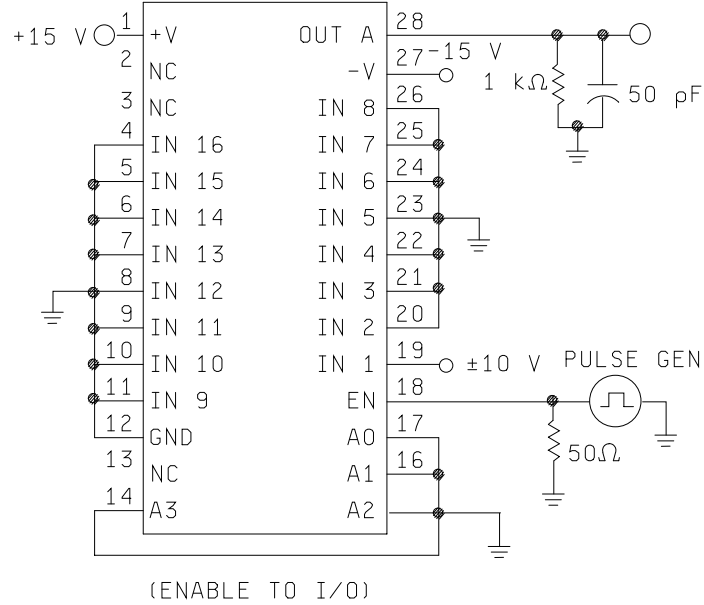 +15 V 1 +V OUT A 28
2 NC -V 27 -15 V
3 NC IN 8 26 1 kΩ 50 pF
4 IN 16 IN 7 25
5 IN 15 IN 6 24
6 IN 14 IN 5 23
7 IN 13 IN 4 22
8 IN 12 IN 3 21
9 IN 11 IN 2 20
10 IN 10 IN 1 19 ±10 V PULSE GEN
11 IN 9 EN 18
12 GND A0 17 50Ω
13 NC A1 16
14 A3 A2
(ENABLE TO I/O)